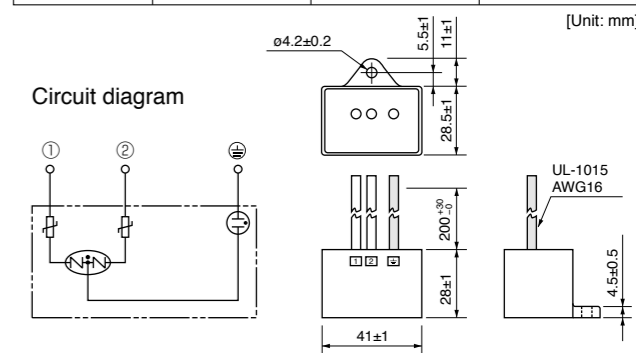 [Unit: mm]
ø4.2±0.2
5.5±1
11±1
28.5±1
Circuit diagram
① ②
UL-1015
AWG16
200+30-0
1 2
28±1
4.5±0.5
41±1